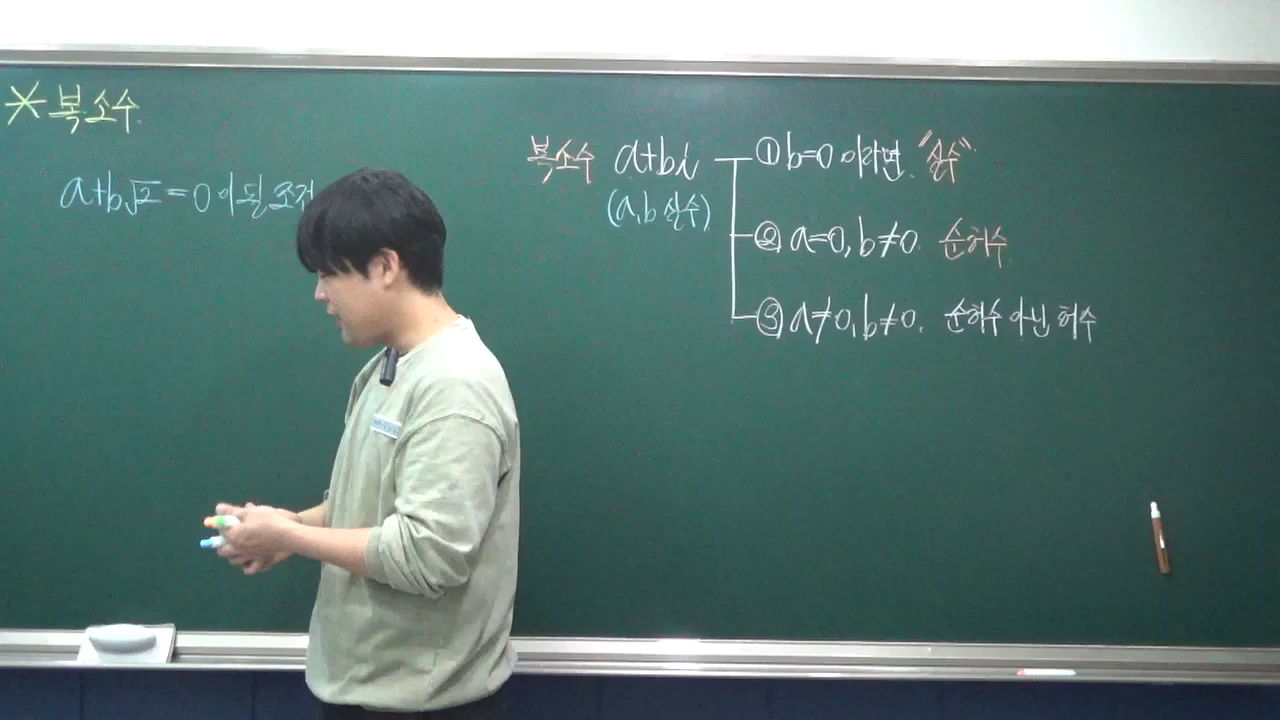 *복소수
a+b√2=0 이 될 조건
복소수 a+bi ① b=0 이라면 "실수"
(a, b 실수)
② a=0, b≠0. 순허수
③ a≠0, b≠0. 순허수 아닌 허수